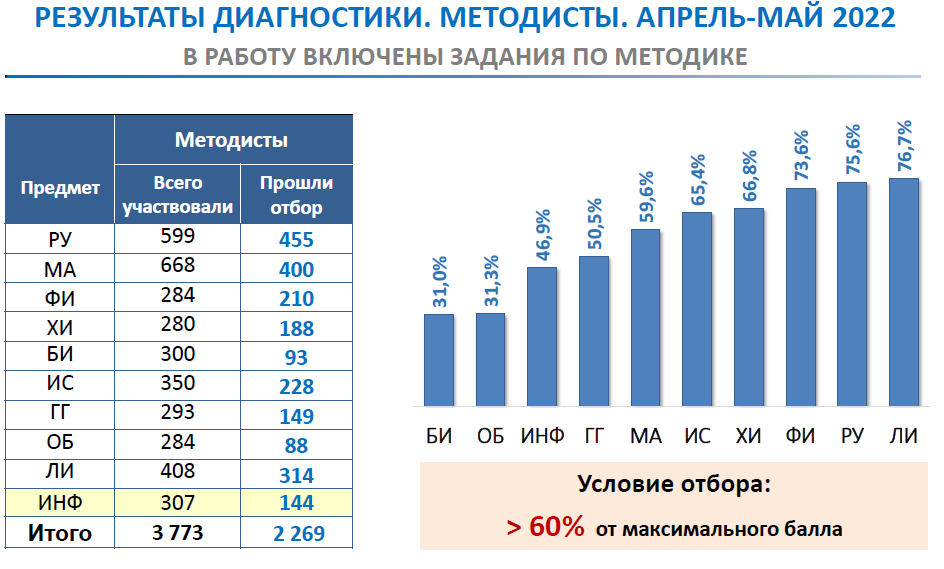 РЕЗУЛЬТАТЫ ДИАГНОСТИКИ. МЕТОДИСТЫ. АПРЕЛЬ-МАЙ 2022
В РАБОТУ ВКЛЮЧЕНЫ ЗАДАНИЯ ПО МЕТОДИКЕ
Предмет Методисты
Всего участвовали Прошли отбор
РУ 599 455
МА 668 400
ФИ 284 210
ХИ 280 188
БИ 300 93
ИС 350 228
ГГ 293 149
ОБ 284 88
ЛИ 408 314
ИНФ 307 144
Итого 3 773 2 269
31,0% 31,3% 46,9% 50,5% 59,6% 65,4% 66,8% 73,6% 75,6% 76,7%
БИ ОБ ИНФ ГГ МА ИС ХИ ФИ РУ ЛИ
Условие отбора:
> 60% от максимального балла